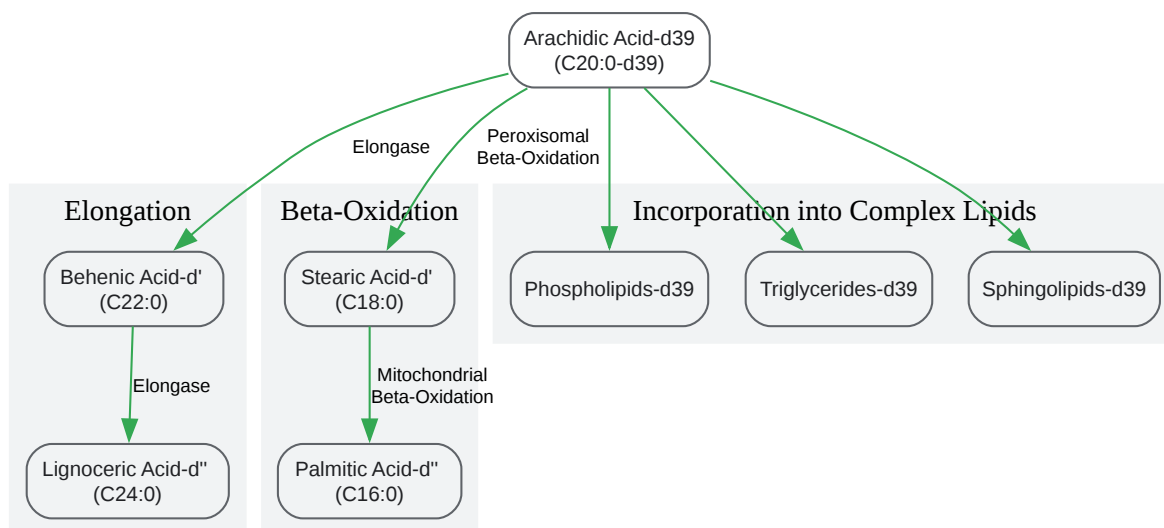 Arachidic Acid-d39
(C20:0-d39)
Elongase
Peroxisomal
Beta-Oxidation
Elongation
Beta-Oxidation
Incorporation into Complex Lipids
Behenic Acid-d'
(C22:0)
Stearic Acid-d'
(C18:0)
Phospholipids-d39
Triglycerides-d39
Sphingolipids-d39
Elongase
Mitochondrial
Beta-Oxidation
Lignoceric Acid-d''
(C24:0)
Palmitic Acid-d''
(C16:0)